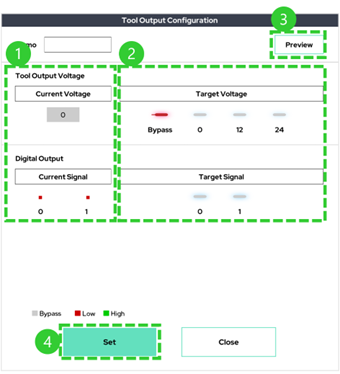 Tool Output Configuration
3
1
mo
2
Preview
Tool Output Voltage
Current Voltage
Target Voltage
0
Bypass 0 12 24
Digital Output
Current Signal
Target Signal
0 1
0 1
Bypass Low High
4
Set
Close